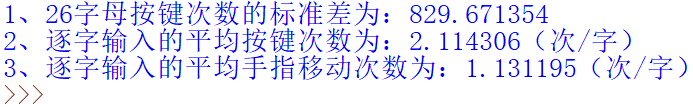 1、26字母按键次数的标准差为：829.671354
2、逐字输入的平均按键次数为：2.114306（次/字）
3、逐字输入的平均手指移动次数为：1.131195（次/字）
>>>